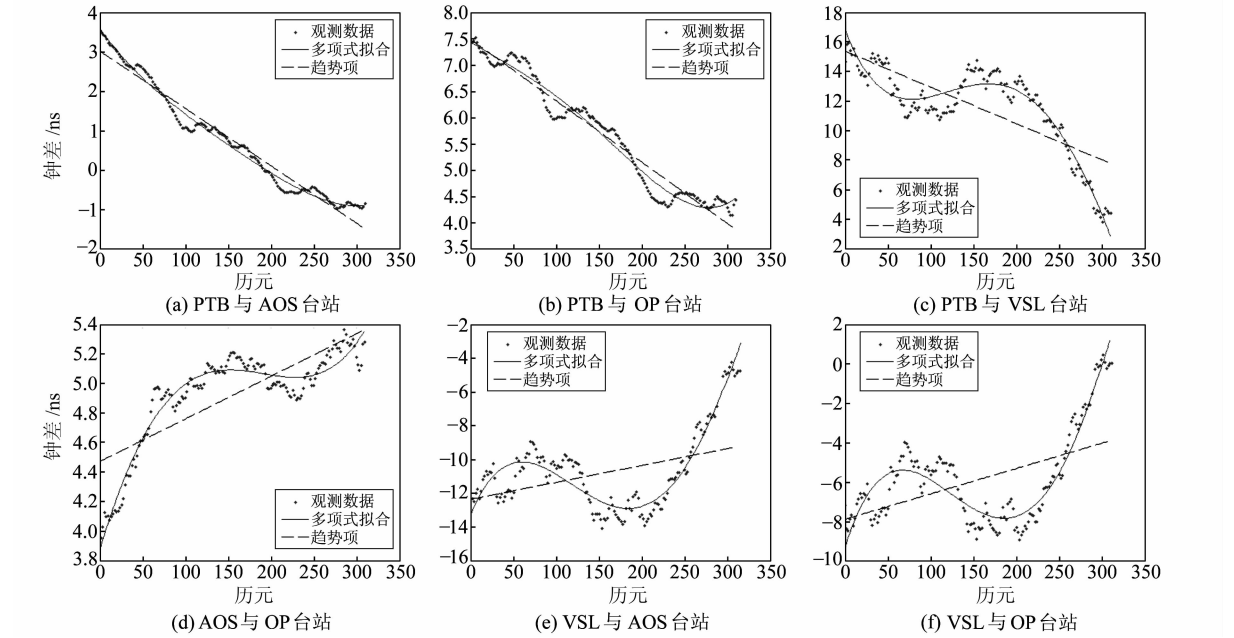 4
3
2
1
0
−1
−2
钟差/ns
0 50 100 150 200 250 300 350
历元
观测数据
多项式拟合
趋势项
(a) PTB 与 AOS 台站
8.0
7.5
7.0
6.5
6.0
5.5
5.0
4.5
4.0
3.5
0 50 100 150 200 250 300 350
历元
观测数据
多项式拟合
趋势项
(b) PTB 与 OP 台站
18
16
14
12
10
8
6
4
2
0 50 100 150 200 250 300 350
历元
观测数据
多项式拟合
趋势项
(c) PTB 与 VSL 台站
5.4
5.2
5.0
4.8
4.6
4.4
4.2
4.0
3.8
钟差/ns
0 50 100 150 200 250 300 350
历元
观测数据
多项式拟合
趋势项
(d) AOS 与 OP 台站
−2
−4
−6
−8
−10
−12
−14
−16
0 50 100 150 200 250 300 350
历元
观测数据
多项式拟合
趋势项
(e) VSL 与 AOS 台站
2
0
−2
−4
−6
−8
−10
0 50 100 150 200 250 300 350
历元
观测数据
多项式拟合
趋势项
(f) VSL 与 OP 台站